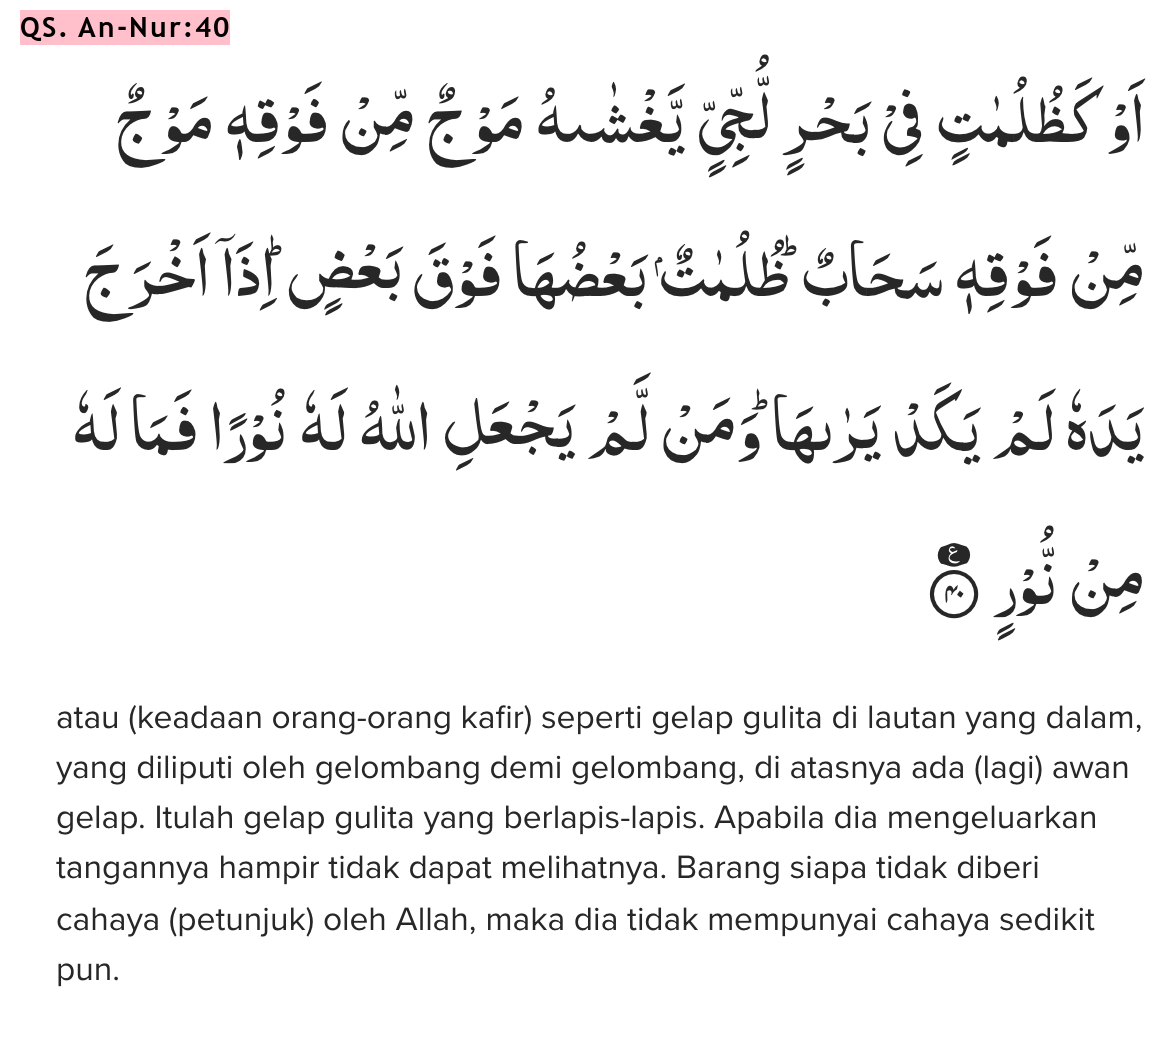 QS. An-Nur:40
اَوْ كَظُلُمٰتٍ فِيْ بَحْرٍ لُّجِّيٍّ يَّغْشٰىهُ مَوْجٌ مِّنْ فَوْقِهٖ مَوْجٌ
مِّنْ فَوْقِهٖ سَحَابٌۗ ظُلُمٰتٌۢ بَعْضُهَا فَوْقَ بَعْضٍۗ اِذَآ اَخْرَجَ
يَدَهٗ لَمْ يَكَدْ يَرٰىهَاۗ وَمَنْ لَّمْ يَجْعَلِ اللّٰهُ لَهٗ نُوْرًا فَمَا لَهٗ
مِنْ نُّوْرٍ ࣖ ۝٤٠
atau (keadaan orang-orang kafir) seperti gelap gulita di lautan yang dalam,
yang diliputi oleh gelombang demi gelombang, di atasnya ada (lagi) awan
gelap. Itulah gelap gulita yang berlapis-lapis. Apabila dia mengeluarkan
tangannya hampir tidak dapat melihatnya. Barang siapa tidak diberi
cahaya (petunjuk) oleh Allah, maka dia tidak mempunyai cahaya sedikit
pun.